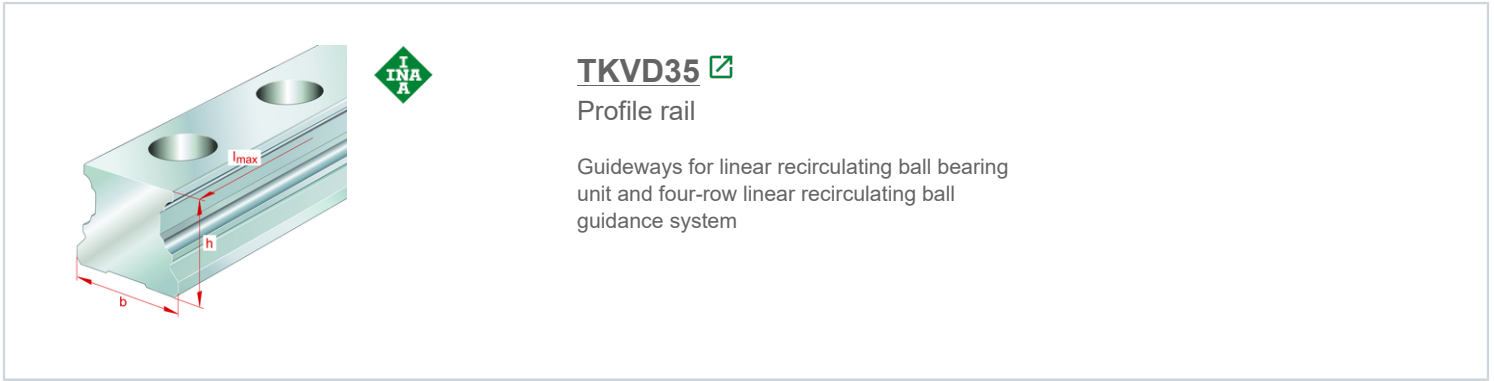 I
INA
A
TKVD35
Profile rail
Guideways for linear recirculating ball bearing
unit and four-row linear recirculating ball
guidance system
lmax
h
b